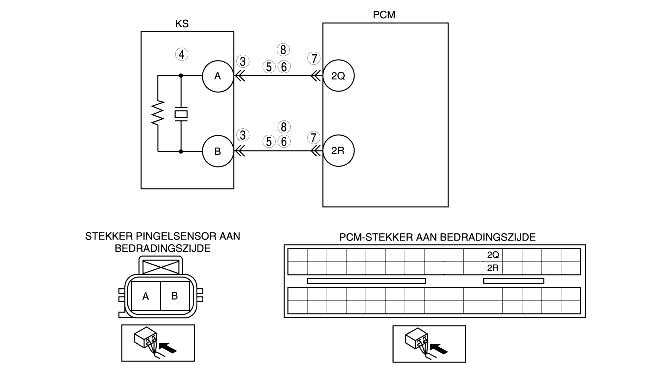 KS
PCM
4
3
8
5 6
7
A
2Q
3
8
5 6
7
B
2R
STEKKER PINGELSENSOR AAN
BEDRADINGSZIJDE
A B
PCM-STEKKER AAN BEDRADINGSZIJDE
2Q
2R